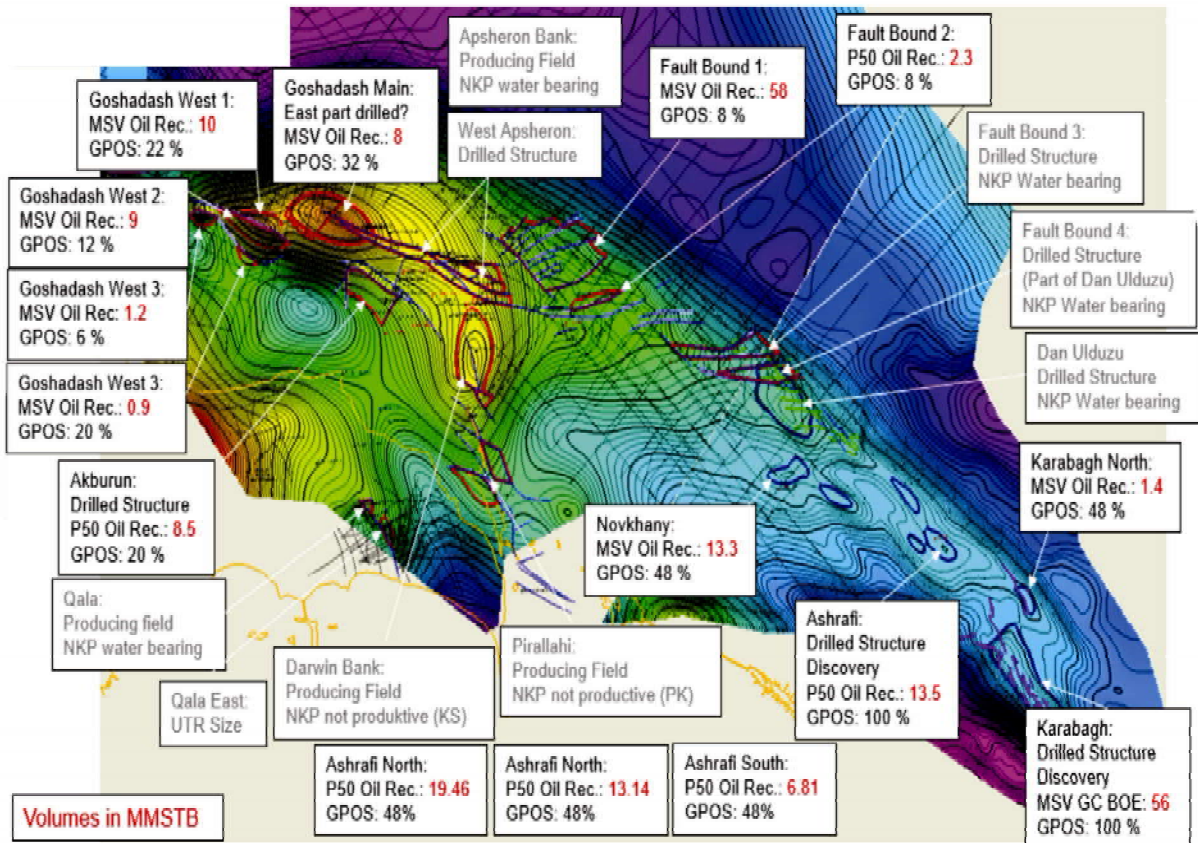 Apsheron Bank:
Producing Field
NKP water bearing
Fault Bound 2:
P50 Oil Rec.: 2.3
GPOS: 8 %
Goshadash West 1:
MSV Oil Rec.: 10
GPOS: 22 %
Goshadash Main:
East part drilled?
MSV Oil Rec.: 8
GPOS: 32 %
Fault Bound 1:
MSV Oil Rec.: 58
GPOS: 8 %
West Apsheron:
Drilled Structure
Fault Bound 3:
Drilled Structure
NKP Water bearing
Goshadash West 2:
MSV Oil Rec.: 9
GPOS: 12 %
Fault Bound 4:
Drilled Structure
(Part of Dan Ulduzu)
NKP Water bearing
Goshadash West 3:
MSV Oil Rec.: 1.2
GPOS: 6 %
Dan Ulduzu
Drilled Structure
NKP Water bearing
Goshadash West 3:
MSV Oil Rec.: 0.9
GPOS: 20 %
Karabagh North:
MSV Oil Rec.: 1.4
GPOS: 48 %
Akburun:
Drilled Structure
P50 Oil Rec.: 8.5
GPOS: 20 %
Novkhany:
MSV Oil Rec.: 13.3
GPOS: 48 %
Qala:
Producing field
NKP water bearing
Ashrafi:
Drilled Structure
Discovery
P50 Oil Rec.: 13.5
GPOS: 100 %
Pirallahi:
Producing Field
NKP not productive (PK)
Darwin Bank:
Producing Field
NKP not produktive (KS)
Qala East:
UTR Size
Karabagh:
Drilled Structure
Discovery
MSV GC BOE: 56
GPOS: 100 %
Ashrafi North:
P50 Oil Rec.: 19.46
GPOS: 48%
Ashrafi North:
P50 Oil Rec.: 13.14
GPOS: 48%
Ashrafi South:
P50 Oil Rec.: 6.81
GPOS: 48%
Volumes in MMSTB